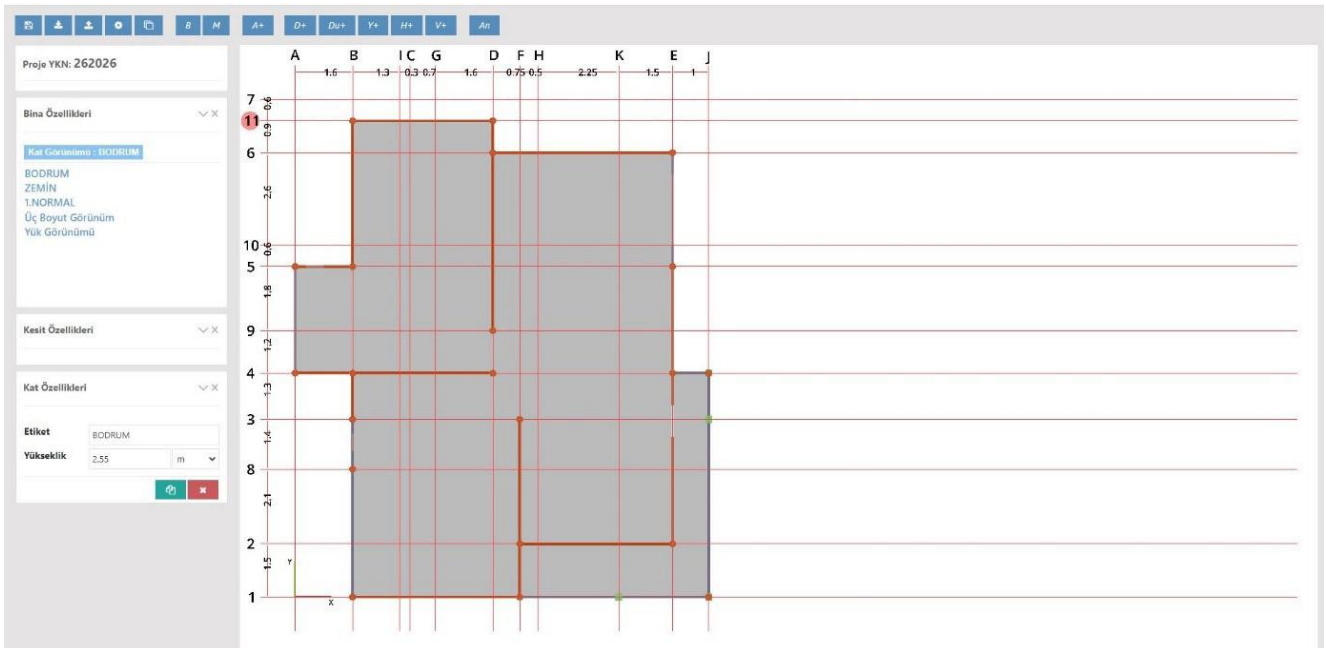 B M A+ D+ Du+ Y+ H+ V+ An
Proje YKN: 262026
Bina Özellikleri
Kat Görünümü : BODRUM
BODRUM
ZEMİN
1.NORMAL
Üç Boyut Görünüm
Yük Görünümü
Kesit Özellikleri
Kat Özellikleri
Etiket BODRUM
Yükseklik 2.55 m
A B I C G D F H K E J
1.6 1.3 0.3 0.7 1.6 0.75 0.5 2.25 1.5 1
7
0.6
11
0.9
6
2.6
10
0.6
5
1.8
9
1.2
4
1.3
3
1.4
8
2.1
2
1.5
Y
1
X